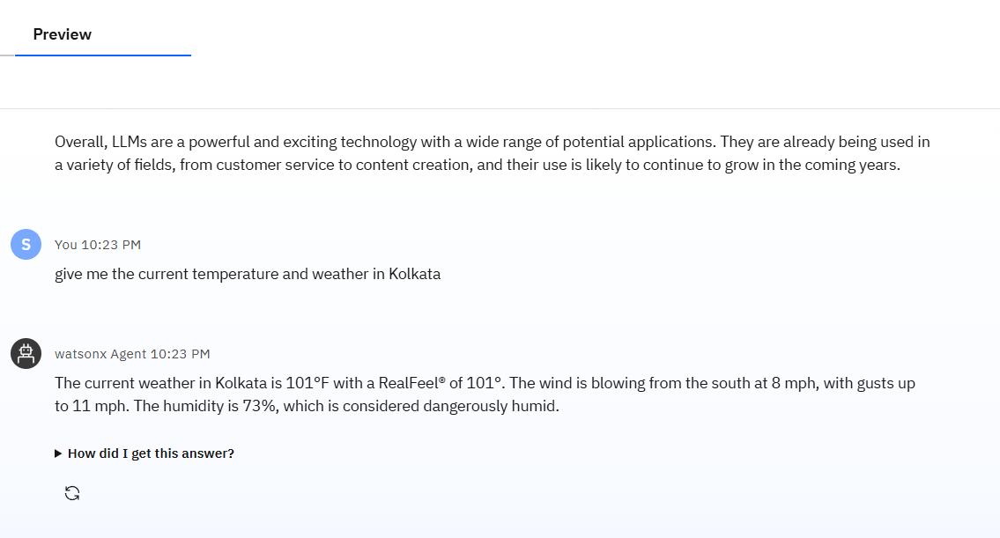 Preview
Overall, LLMs are a powerful and exciting technology with a wide range of potential applications. They are already being used in
a variety of fields, from customer service to content creation, and their use is likely to continue to grow in the coming years.
S
You 10:23 PM
give me the current temperature and weather in Kolkata
watsonx Agent 10:23 PM
The current weather in Kolkata is 101°F with a RealFeel® of 101°. The wind is blowing from the south at 8 mph, with gusts up
to 11 mph. The humidity is 73%, which is considered dangerously humid.
How did I get this answer?